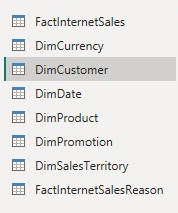 FactInternetSales
DimCurrency
DimCustomer
DimDate
DimProduct
DimPromotion
DimSalesTerritory
FactInternetSalesReason